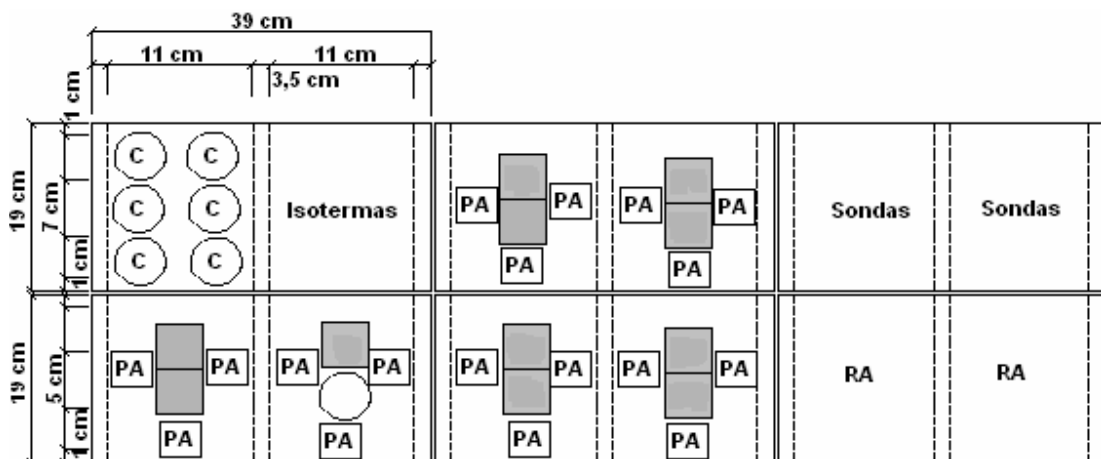 39 cm
11 cm 11 cm
3,5 cm
1 cm
19 cm
7 cm
1 cm
C C
C C
C C
Isotermas
PA PA
PA
PA PA
PA
Sondas
Sondas
19 cm
5 cm
1 cm
PA PA
PA
PA PA
PA
PA PA
PA
PA PA
PA
RA
RA